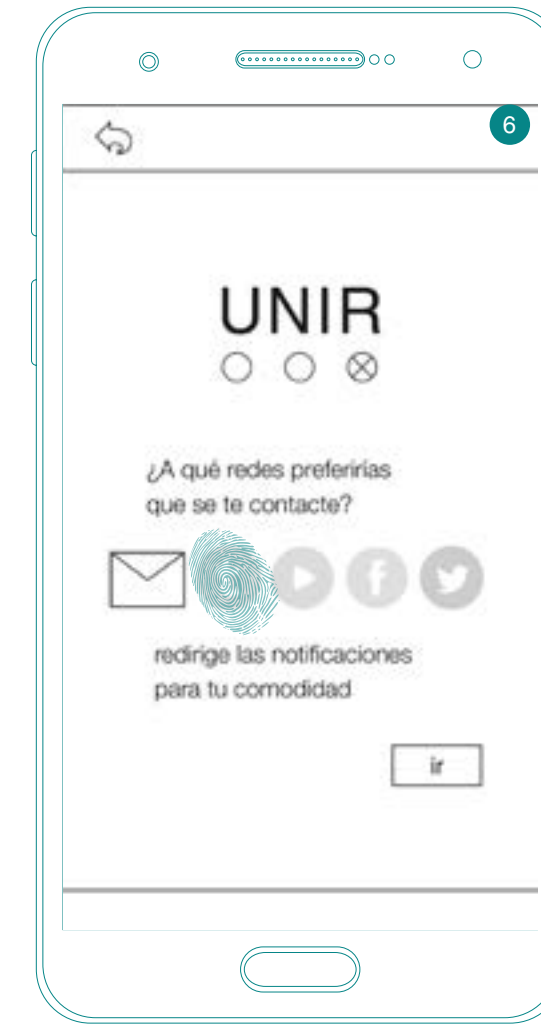 6
UNIR
¿A qué redes preferirías
que se te contacte?
redirige las notificaciones
para tu comodidad
ir